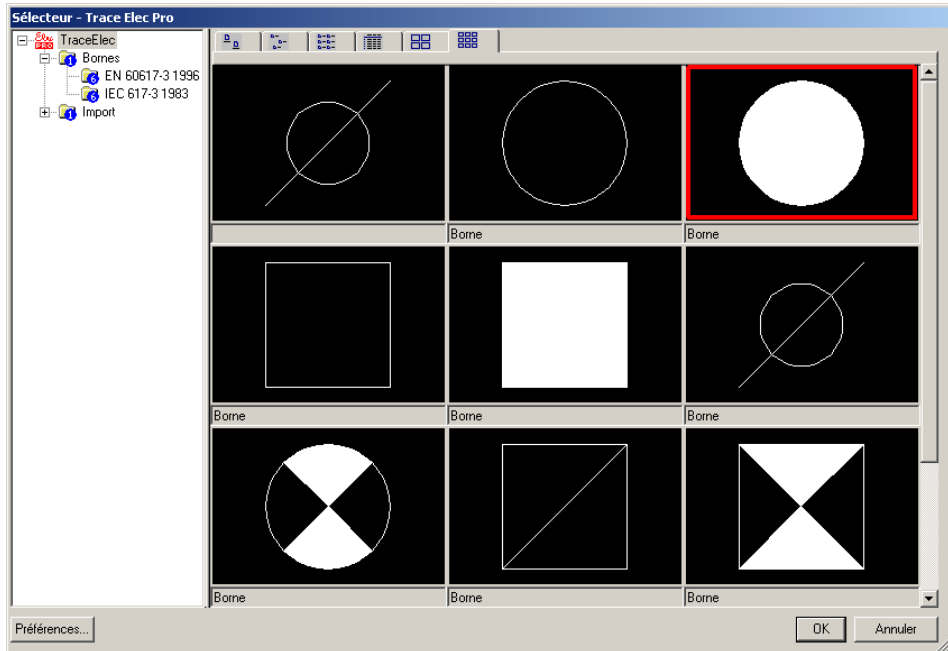 Sélecteur - Trace Elec Pro
TraceElec
Bornes
EN 60617-3 1996
IEC 617-3 1983
Import
Borne
Borne
Borne
Borne
Borne
Borne
Borne
Borne
Préférences...
OK
Annuler